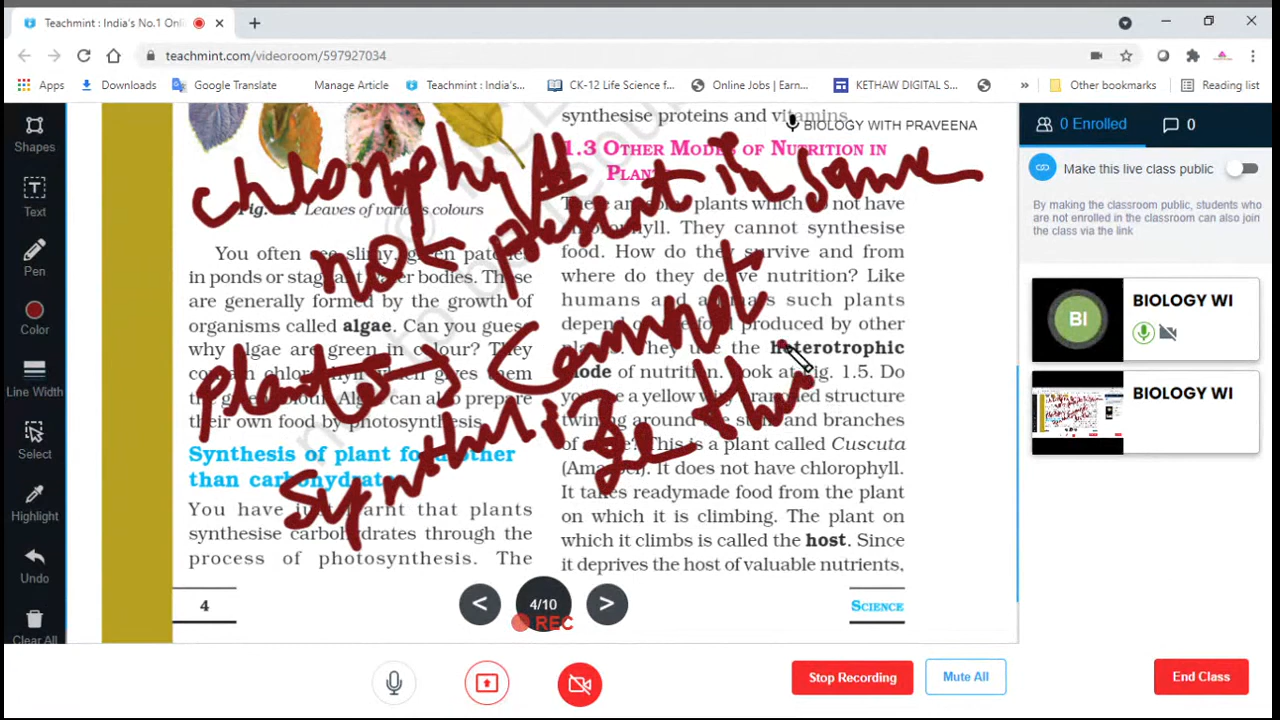 Teachmint : India's No.1 Onli
teachmint.com/videoroom/597927034
Apps
Downloads
Google Translate
Manage Article
Teachmint : India's...
CK-12 Life Science f...
Online Jobs | Earn...
KETHAW DIGITAL S...
»
Other bookmarks
Reading list
Shapes
Text
Pen
Color
Line Width
Select
Highlight
Undo
Clear All
Leaves of various colours
You often see slimy, green patches
in ponds or stagnant water bodies. These
are generally formed by the growth of
organisms called algae. Can you guess
why algae are green in colour? They
contain chlorophyll which gives them
the green colour. Algae can also prepare
their own food by photosynthesis.
Synthesis of plant food other
than carbohydrates
You have just learnt that plants
synthesise carbohydrates through the
process of photosynthesis. The
4
synthesise proteins and vitamins.
BIOLOGY WITH PRAVEENA
1.3 OTHER MODES OF NUTRITION IN
PLANTS
There are some plants which do not have
chlorophyll. They cannot synthesise
food. How do they survive and from
where do they derive nutrition? Like
humans and animals such plants
depend on the food produced by other
plants. They use the heterotrophic
mode of nutrition. Look at Fig. 1.5. Do
you see a yellow wiry branched structure
twining around the stem and branches
of a tree? This is a plant called Cuscuta
(Amarbel). It does not have chlorophyll.
It takes readymade food from the plant
on which it is climbing. The plant on
which it climbs is called the host. Since
it deprives the host of valuable nutrients,
SCIENCE
chlorophyll
not present in some
plants) Cannot
synthesize
<
4/10
>
REC
0 Enrolled
0
Make this live class public
By making the classroom public, students
who are not enrolled in the classroom can also join
the class via the link
BI
BIOLOGY WI
BIOLOGY WI
Stop Recording
Mute All
End Class